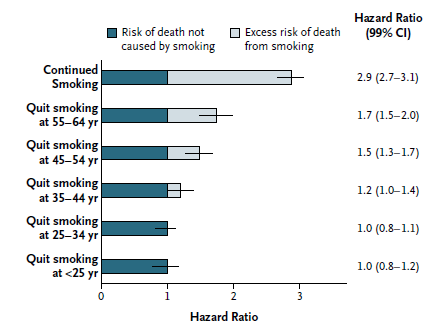 Hazard Ratio
(99% CI)
Risk of death not
caused by smoking
Excess risk of death
from smoking
Continued
Smoking
2.9 (2.7–3.1)
Quit smoking
at 55–64 yr
1.7 (1.5–2.0)
Quit smoking
at 45–54 yr
1.5 (1.3–1.7)
Quit smoking
at 35–44 yr
1.2 (1.0–1.4)
Quit smoking
at 25–34 yr
1.0 (0.8–1.1)
Quit smoking
at <25 yr
1.0 (0.8–1.2)
0 1 2 3
Hazard Ratio